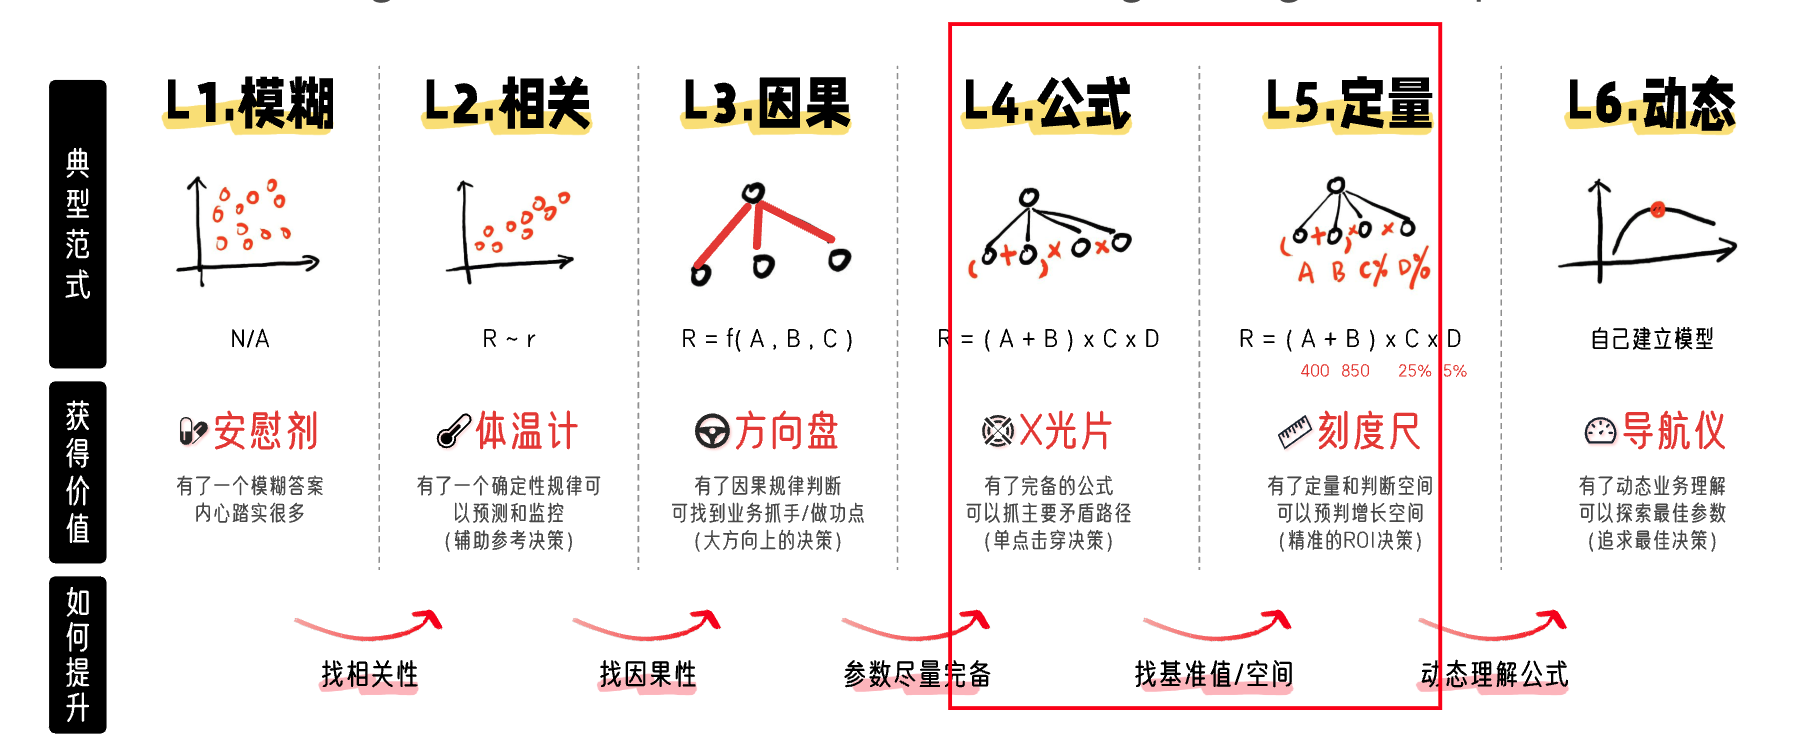 典型范式
L1.模糊
L2.相关
L3.因果
L4.公式
L5.定量
L6.动态
( + ) x x
( + ) x x
A B C% D%
N/A
R ~ r
R = f( A , B , C )
R = ( A + B ) x C x D
R = ( A + B ) x C x D
400 850 25% 5%
自己建立模型
获得价值
安慰剂
体温计
方向盘
X光片
刻度尺
导航仪
有了一个模糊答案
内心踏实很多
有了一个确定性规律可
以预测和监控
(辅助参考决策)
有了因果规律判断
可找到业务抓手/做功点
(大方向上的决策)
有了完备的公式
可以抓主要矛盾路径
(单点击穿决策)
有了定量和判断空间
可以预判增长空间
(精准的ROI决策)
有了动态业务理解
可以探索最佳参数
(追求最佳决策)
如何提升
找相关性
找因果性
参数尽量完备
找基准值/空间
动态理解公式